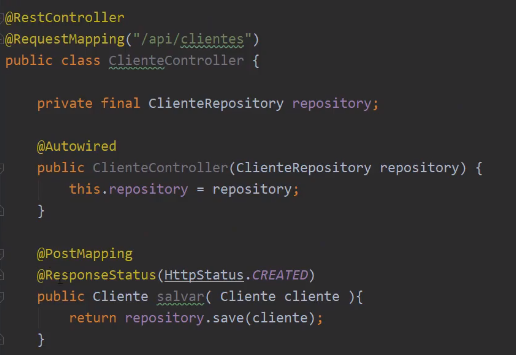 @RestController
@RequestMapping("/api/clientes")
public class ClienteController {
private final ClienteRepository repository;
@Autowired
public ClienteController(ClienteRepository repository) {
this.repository = repository;
}
@PostMapping
@ResponseStatus(HttpStatus.CREATED)
public Cliente salvar( Cliente cliente ){
return repository.save(cliente);
}